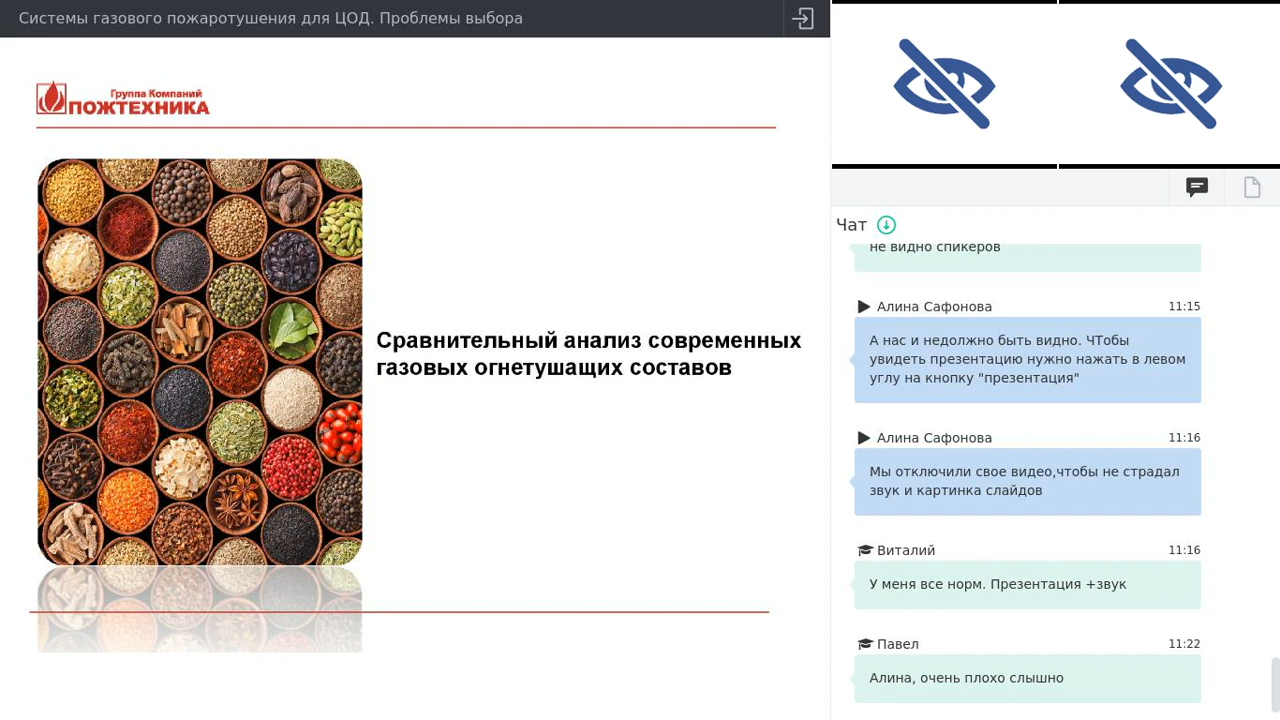 Системы газового пожаротушения для ЦОД. Проблемы выбора
Группа Компаний
ПОЖТЕХНИКА
Сравнительный анализ современных
газовых огнетушащих составов
Чат
не видно спикеров
Алина Сафонова 11:15
А нас и недолжно быть видно. ЧТобы
увидеть презентацию нужно нажать в левом
углу на кнопку "презентация"
Алина Сафонова 11:16
Мы отключили свое видео,чтобы не страдал
звук и картинка слайдов
Виталий 11:16
У меня все норм. Презентация +звук
Павел 11:22
Алина, очень плохо слышно